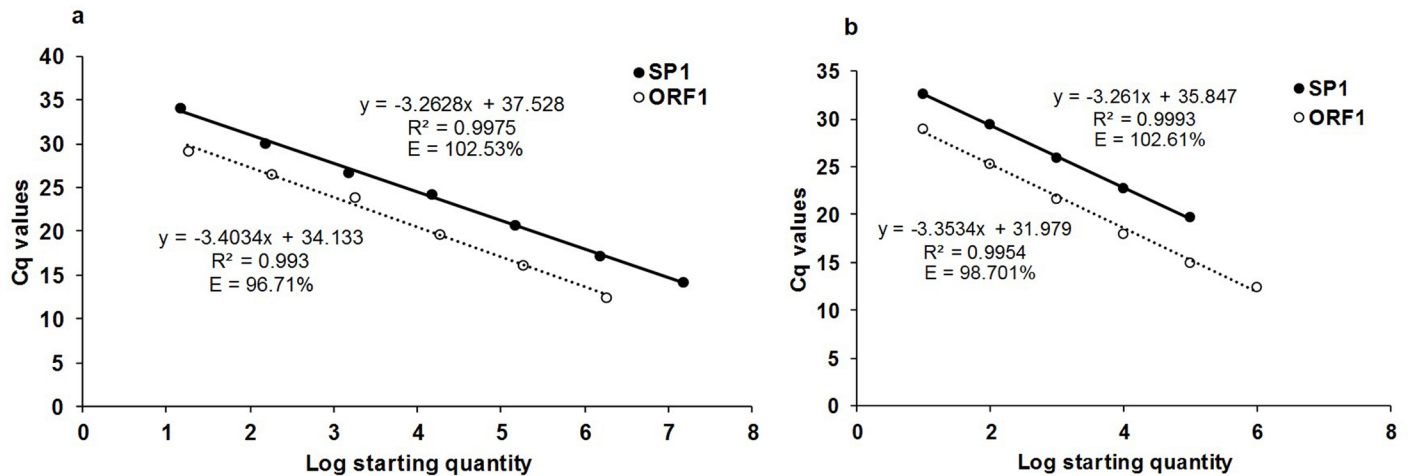 a
40
35
30
25
20
15
10
5
0
Cq values
SP1
ORF1
y = -3.2628x + 37.528
R² = 0.9975
E = 102.53%
y = -3.4034x + 34.133
R² = 0.993
E = 96.71%
0 1 2 3 4 5 6 7 8
Log starting quantity
b
35
30
25
20
15
10
5
0
Cq values
SP1
ORF1
y = -3.261x + 35.847
R² = 0.9993
E = 102.61%
y = -3.3534x + 31.979
R² = 0.9954
E = 98.701%
0 2 4 6 8
Log starting quantity